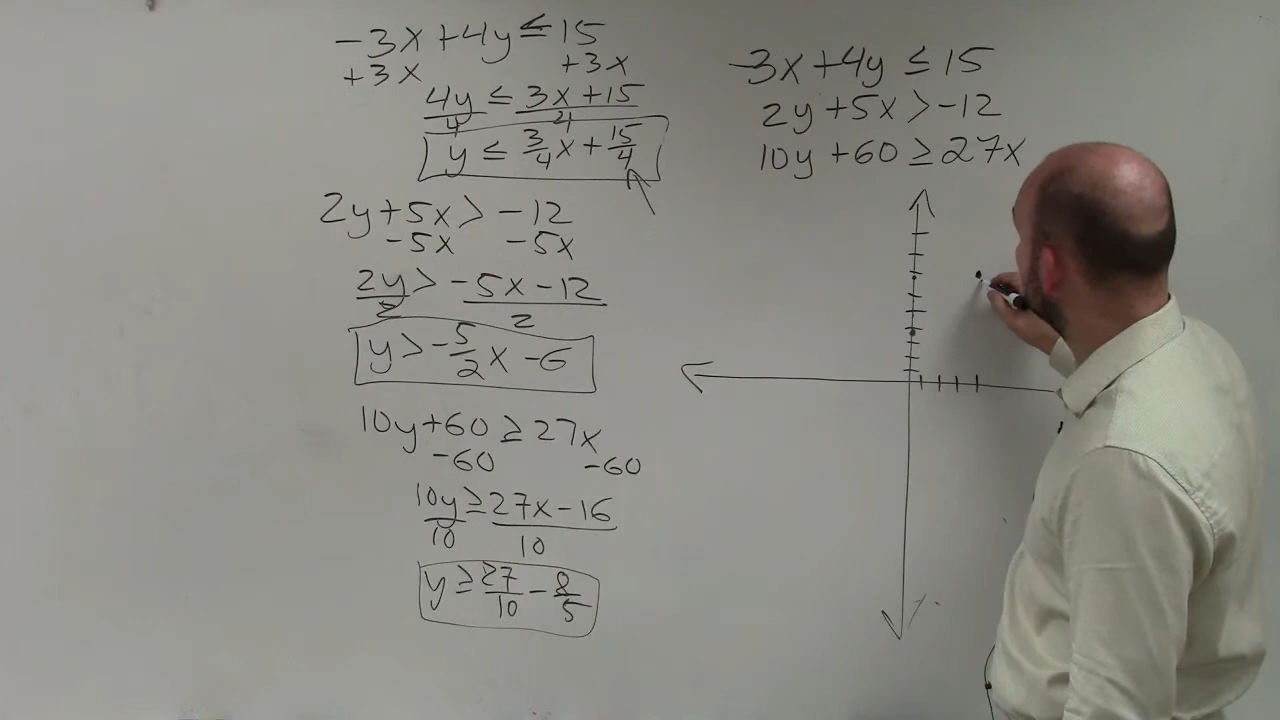 -3x + 4y ≤ 15
+3x +3x
4y ≤ 3x + 15
4 4
y ≤ 3/4 x + 15/4
2y + 5x > -12
-5x -5x
2y > -5x - 12
2 2
y > -5/2 x - 6
10y + 60 ≥ 27x
-60 -60
10y ≥ 27x - 16
10 10
y ≥ 27/10 - 8/5
-3x + 4y ≤ 15
2y + 5x > -12
10y + 60 ≥ 27x